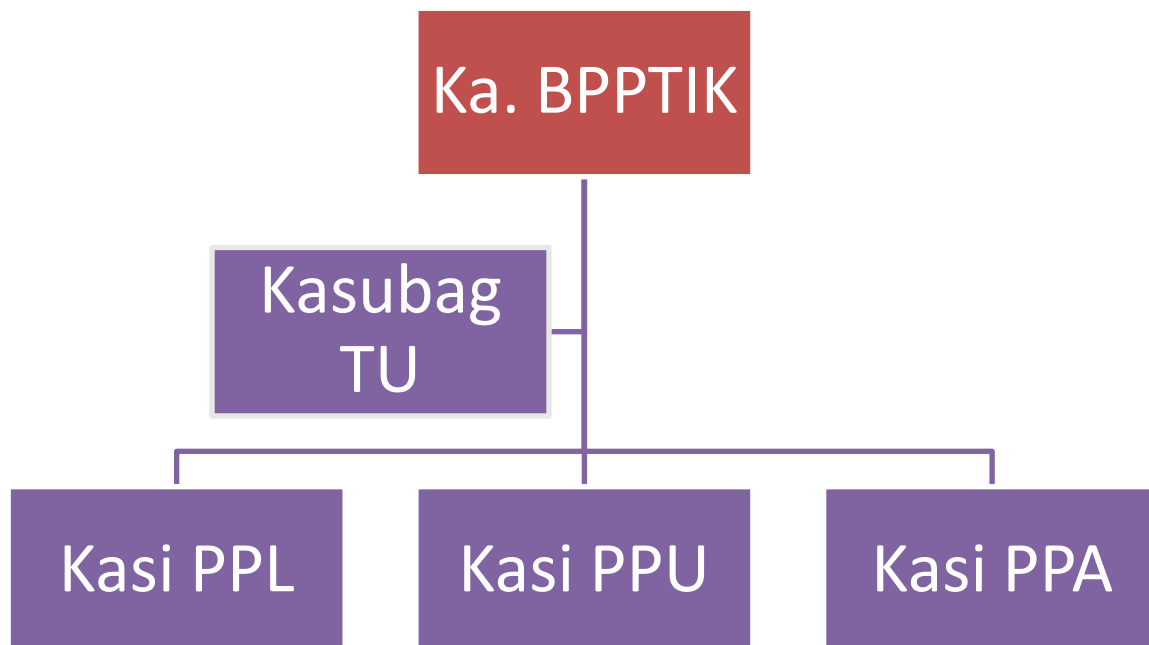 Ka. BPPTIK
Kasubag
TU
Kasi PPL
Kasi PPU
Kasi PPA